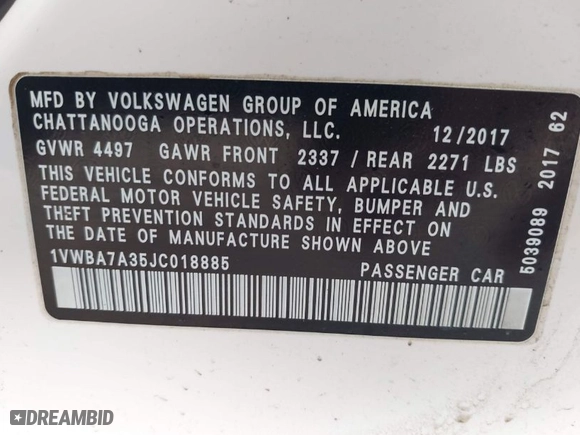 MFD BY VOLKSWAGEN GROUP OF AMERICA
CHATTANOOGA OPERATIONS, LLC. 12/2017
GVWR 4497 GAWR FRONT 2337 / REAR 2271 LBS
THIS VEHICLE CONFORMS TO ALL APPLICABLE U.S.
FEDERAL MOTOR VEHICLE SAFETY, BUMPER AND
THEFT PREVENTION STANDARDS IN EFFECT ON
THE DATE OF MANUFACTURE SHOWN ABOVE
1VWBA7A35JC018885 PASSENGER CAR
5039089 2017 62
DREAMBID